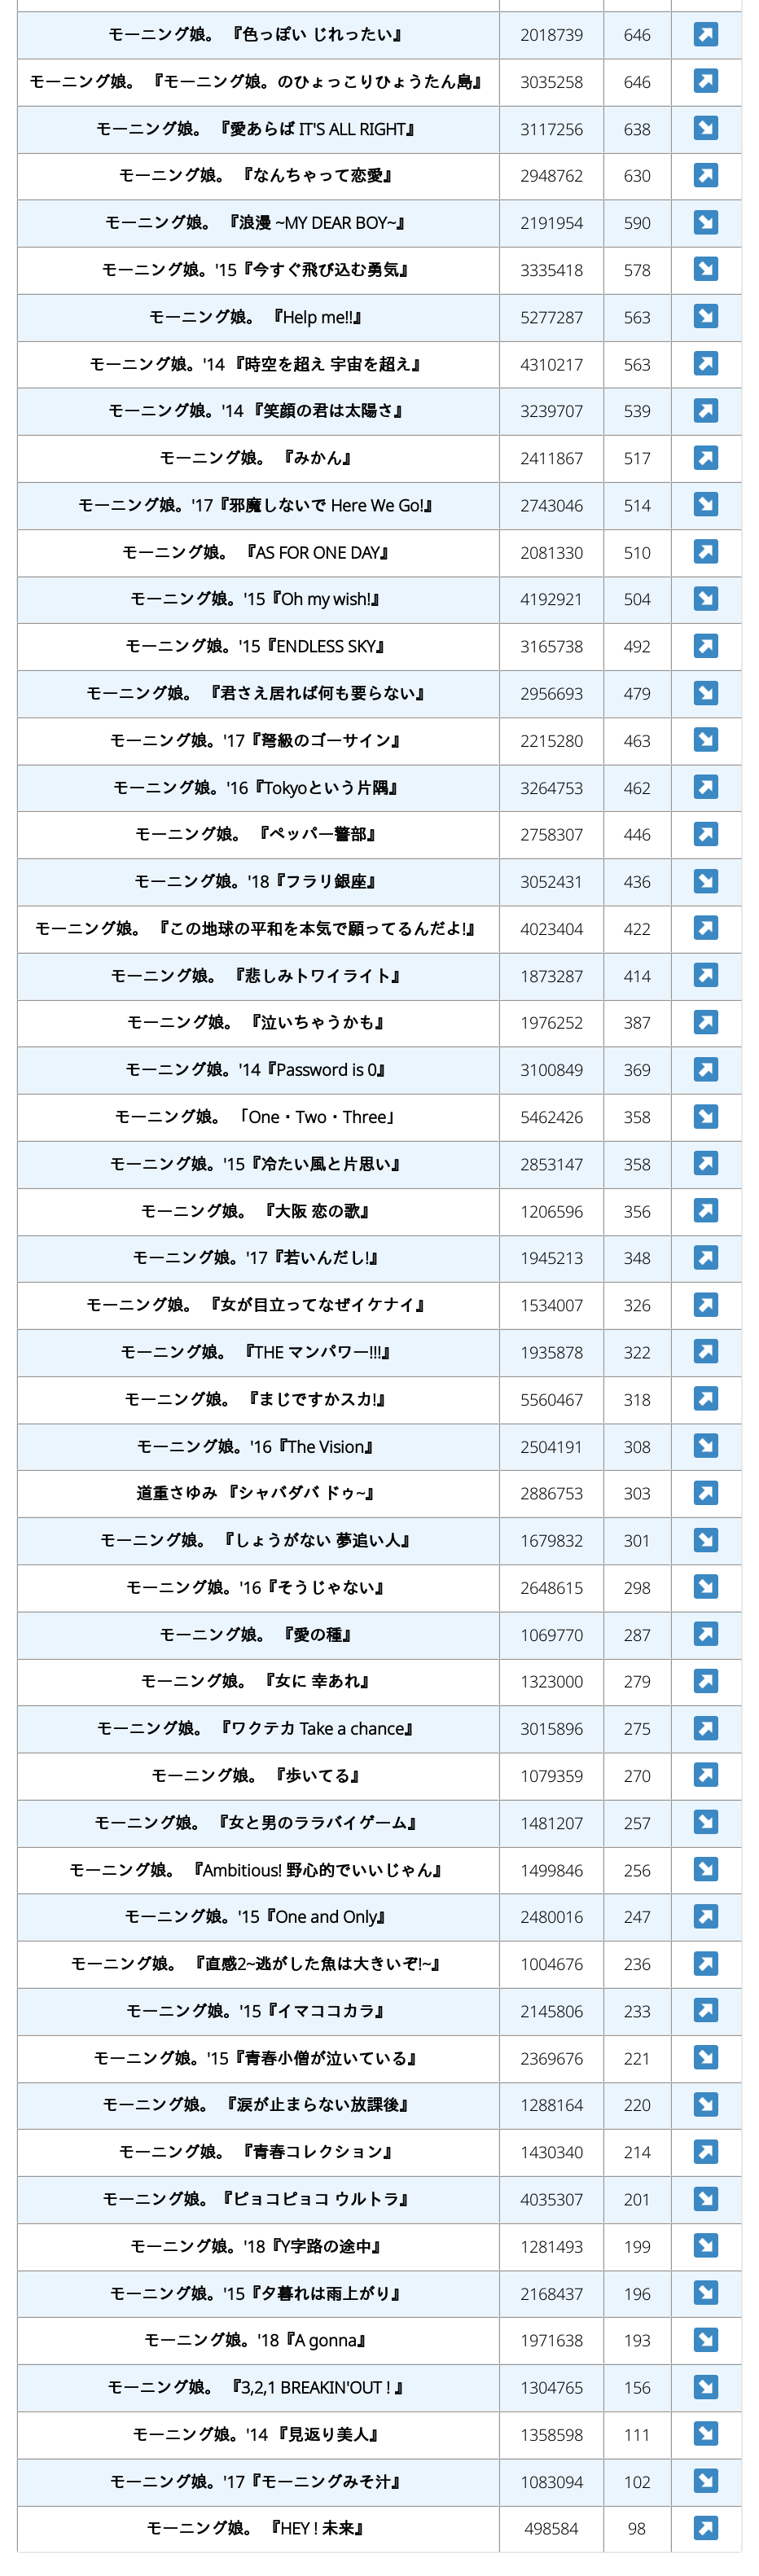 モーニング娘。 『色っぽい じれったい』 2018739 646
モーニング娘。 『モーニング娘。のひょっこりひょうたん島』 3035258 646
モーニング娘。 『愛あらば IT'S ALL RIGHT』 3117256 638
モーニング娘。 『なんちゃって恋愛』 2948762 630
モーニング娘。 『浪漫 ~MY DEAR BOY~』 2191954 590
モーニング娘。'15『今すぐ飛び込む勇気』 3335418 578
モーニング娘。 『Help me!!』 5277287 563
モーニング娘。'14 『時空を超え 宇宙を超え』 4310217 563
モーニング娘。'14 『笑顔の君は太陽さ』 3239707 539
モーニング娘。 『みかん』 2411867 517
モーニング娘。'17『邪魔しないで Here We Go!』 2743046 514
モーニング娘。 『AS FOR ONE DAY』 2081330 510
モーニング娘。'15『Oh my wish!』 4192921 504
モーニング娘。'15『ENDLESS SKY』 3165738 492
モーニング娘。 『君さえ居れば何も要らない』 2956693 479
モーニング娘。'17『弩級のゴーサイン』 2215280 463
モーニング娘。'16『Tokyoという片隅』 3264753 462
モーニング娘。 『ペッパー警部』 2758307 446
モーニング娘。'18『フラリ銀座』 3052431 436
モーニング娘。 『この地球の平和を本気で願ってるんだよ!』 4023404 422
モーニング娘。 『悲しみトワイライト』 1873287 414
モーニング娘。 『泣いちゃうかも』 1976252 387
モーニング娘。'14『Password is 0』 3100849 369
モーニング娘。 「One・Two・Three」 5462426 358
モーニング娘。'15『冷たい風と片思い』 2853147 358
モーニング娘。 『大阪 恋の歌』 1206596 356
モーニング娘。'17『若いんだし!』 1945213 348
モーニング娘。 『女が目立ってなぜイケナイ』 1534007 326
モーニング娘。 『THE マンパワー!!!』 1935878 322
モーニング娘。 『まじですかスカ!』 5560467 318
モーニング娘。'16『The Vision』 2504191 308
道重さゆみ 『シャバダバ ドゥ~』 2886753 303
モーニング娘。 『しょうがない 夢追い人』 1679832 301
モーニング娘。'16『そうじゃない』 2648615 298
モーニング娘。 『愛の種』 1069770 287
モーニング娘。 『女に 幸あれ』 1323000 279
モーニング娘。 『ワクテカ Take a chance』 3015896 275
モーニング娘。 『歩いてる』 1079359 270
モーニング娘。 『女と男のララバイゲーム』 1481207 257
モーニング娘。 『Ambitious! 野心的でいいじゃん』 1499846 256
モーニング娘。'15『One and Only』 2480016 247
モーニング娘。 『直感2~逃がした魚は大きいぞ!~』 1004676 236
モーニング娘。'15『イマココカラ』 2145806 233
モーニング娘。'15『青春小僧が泣いている』 2369676 221
モーニング娘。 『涙が止まらない放課後』 1288164 220
モーニング娘。 『青春コレクション』 1430340 214
モーニング娘。『ピョコピョコ ウルトラ』 4035307 201
モーニング娘。'18『Y字路の途中』 1281493 199
モーニング娘。'15『夕暮れは雨上がり』 2168437 196
モーニング娘。'18『A gonna』 1971638 193
モーニング娘。 『3,2,1 BREAKIN'OUT ! 』 1304765 156
モーニング娘。'14 『見返り美人』 1358598 111
モーニング娘。'17『モーニングみそ汁』 1083094 102
モーニング娘。 『HEY ! 未来』 498584 98